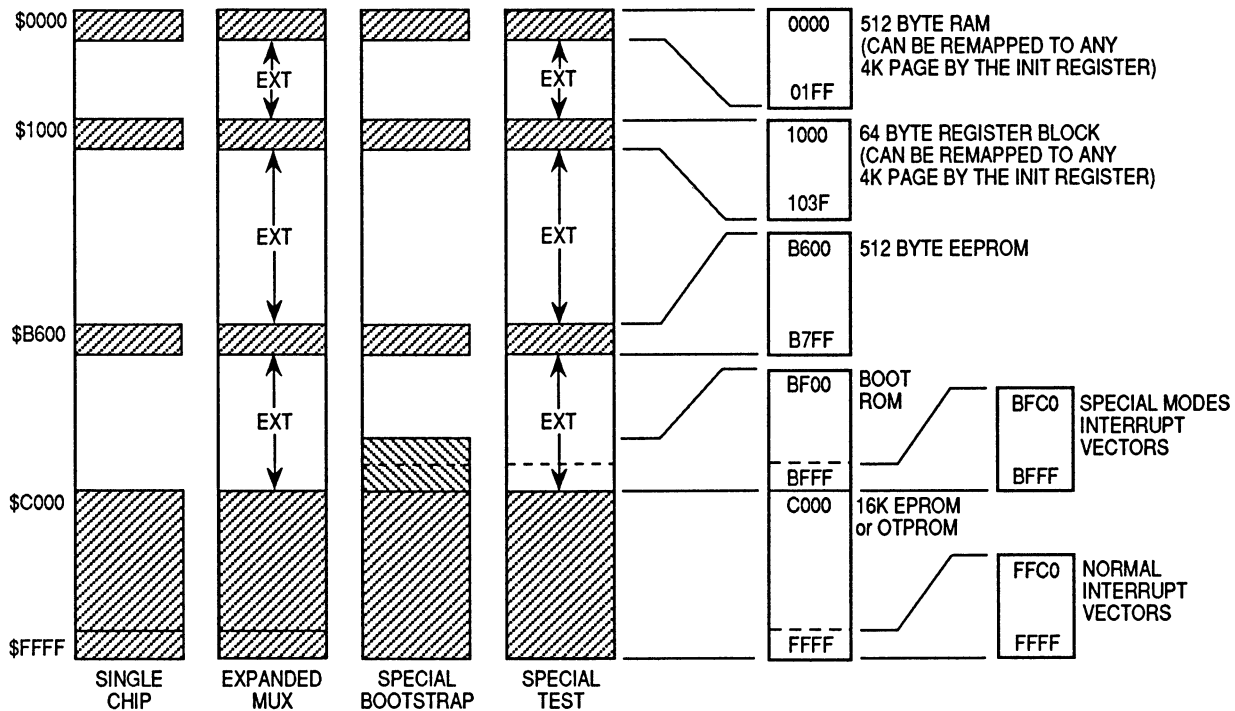 $0000
$1000
$B600
$C000
$FFFF
EXT
EXT
EXT
EXT
EXT
EXT
SINGLE
CHIP
EXPANDED
MUX
SPECIAL
BOOTSTRAP
SPECIAL
TEST
0000
01FF
512 BYTE RAM
(CAN BE REMAPPED TO ANY
4K PAGE BY THE INIT REGISTER)
1000
103F
64 BYTE REGISTER BLOCK
(CAN BE REMAPPED TO ANY
4K PAGE BY THE INIT REGISTER)
B600
B7FF
512 BYTE EEPROM
BF00
BFFF
BOOT
ROM
BFC0
BFFF
SPECIAL MODES
INTERRUPT
VECTORS
C000
FFFF
16K EPROM
or OTPROM
FFC0
FFFF
NORMAL
INTERRUPT
VECTORS